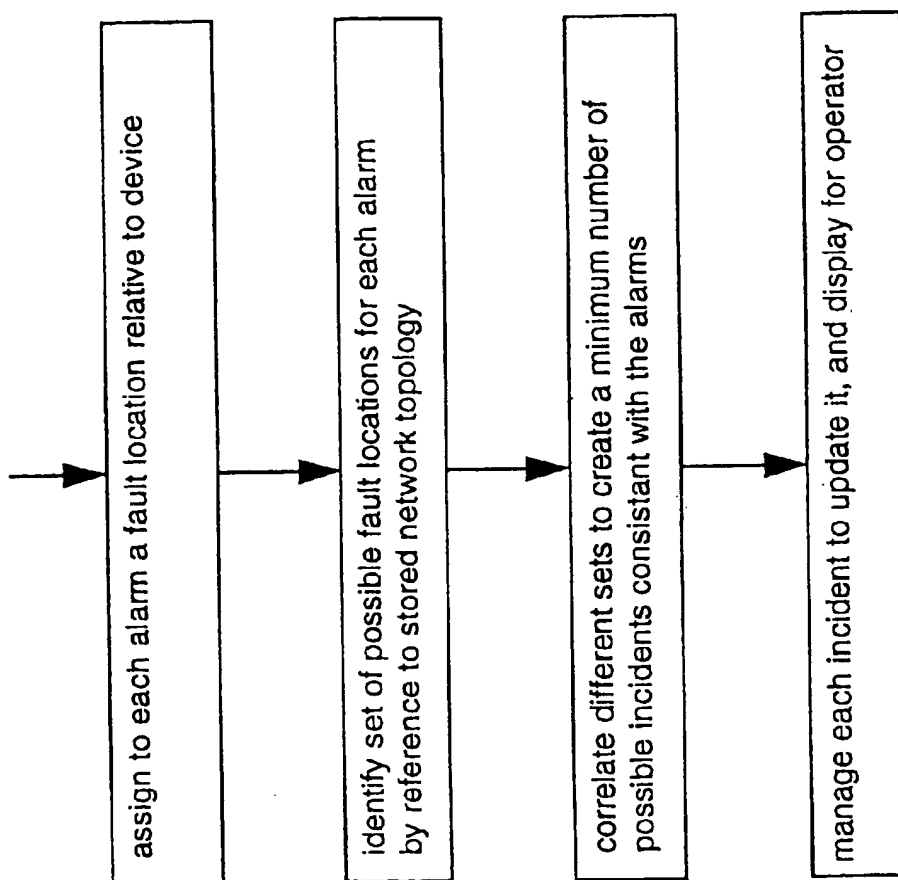 assign to each alarm a fault location relative to device
identify set of possible fault locations for each alarm
by reference to stored network topology
correlate different sets to create a minimum number of
possible incidents consistant with the alarms
manage each incident to update it, and display for operator